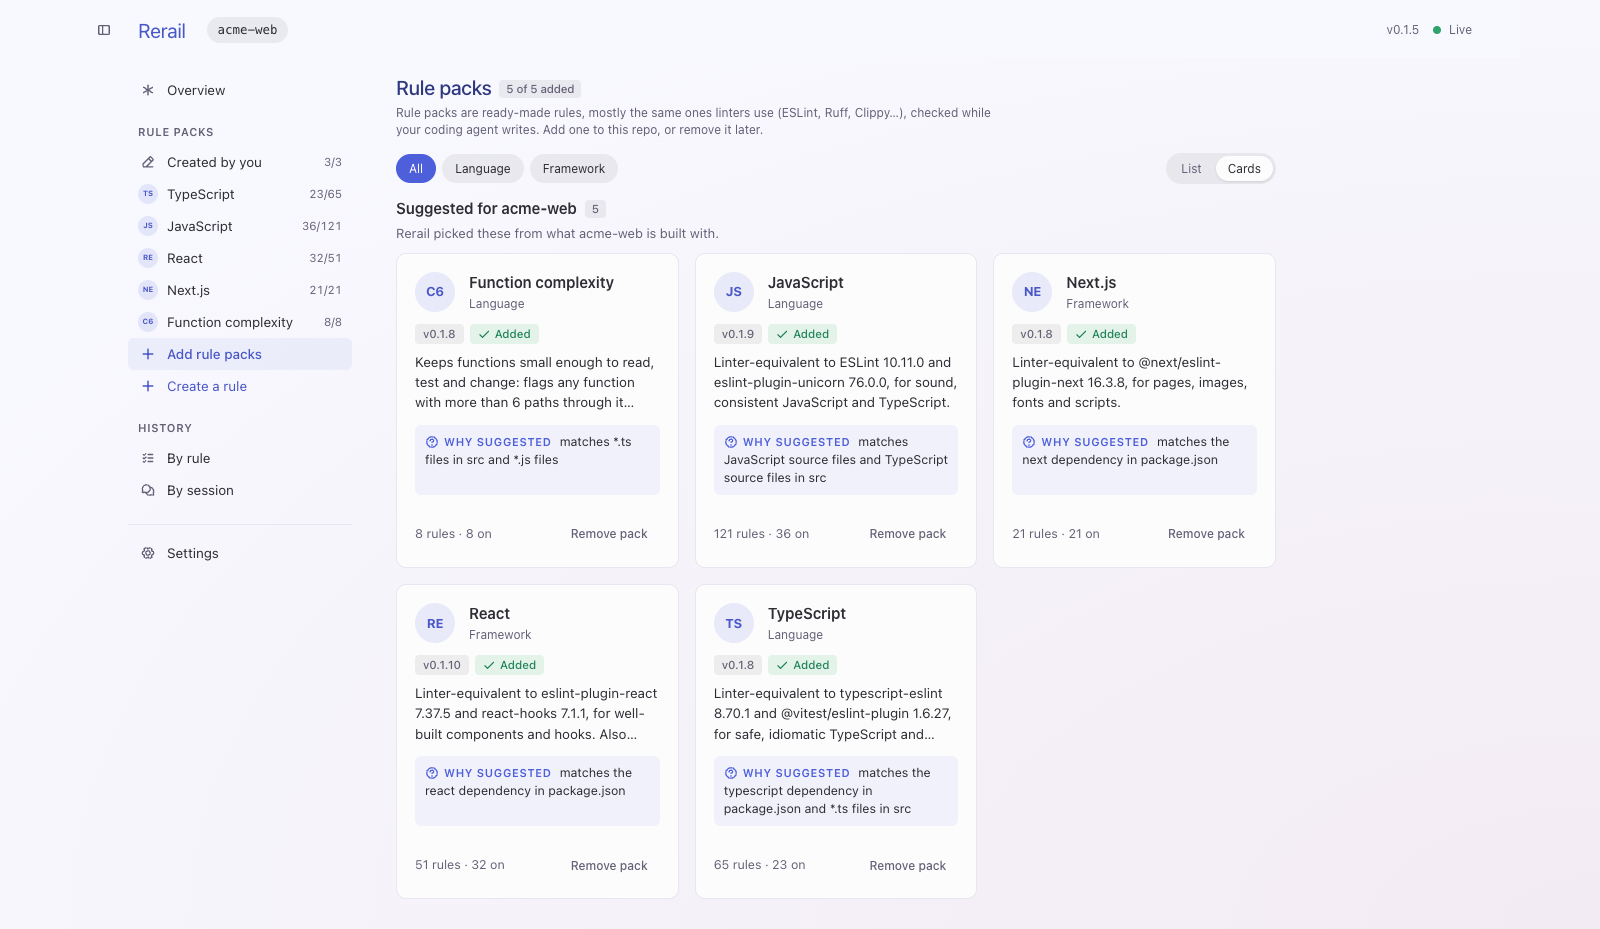 Rerail
acme-web
v0.1.5
Live
Overview
RULE PACKS
Created by you 3/3
TS TypeScript 23/65
JS JavaScript 36/121
RE React 32/51
NE Next.js 21/21
C6 Function complexity 8/8
Add rule packs
Create a rule
HISTORY
By rule
By session
Settings
Rule packs 5 of 5 added
Rule packs are ready-made rules, mostly the same ones linters use (ESLint, Ruff, Clippy…), checked while
your coding agent writes. Add one to this repo, or remove it later.
All
Language
Framework
List
Cards
Suggested for acme-web 5
Rerail picked these from what acme-web is built with.
C6
Function complexity
Language
v0.1.8
Added
Keeps functions small enough to read,
test and change: flags any function
with more than 6 paths through it…
WHY SUGGESTED matches *.ts
files in src and *.js files
8 rules · 8 on
Remove pack
JS
JavaScript
Language
v0.1.9
Added
Linter-equivalent to ESLint 10.11.0 and
eslint-plugin-unicorn 76.0.0, for sound,
consistent JavaScript and TypeScript.
WHY SUGGESTED matches
JavaScript source files and TypeScript
source files in src
121 rules · 36 on
Remove pack
NE
Next.js
Framework
v0.1.8
Added
Linter-equivalent to @next/eslint-
plugin-next 16.3.8, for pages, images,
fonts and scripts.
WHY SUGGESTED matches the
next dependency in package.json
21 rules · 21 on
Remove pack
RE
React
Framework
v0.1.10
Added
Linter-equivalent to eslint-plugin-react
7.37.5 and react-hooks 7.1.1, for well-
built components and hooks. Also…
WHY SUGGESTED matches the
react dependency in package.json
51 rules · 32 on
Remove pack
TS
TypeScript
Language
v0.1.8
Added
Linter-equivalent to typescript-eslint
8.70.1 and @vitest/eslint-plugin 1.6.27,
for safe, idiomatic TypeScript and…
WHY SUGGESTED matches the
typescript dependency in
package.json and *.ts files in src
65 rules · 23 on
Remove pack